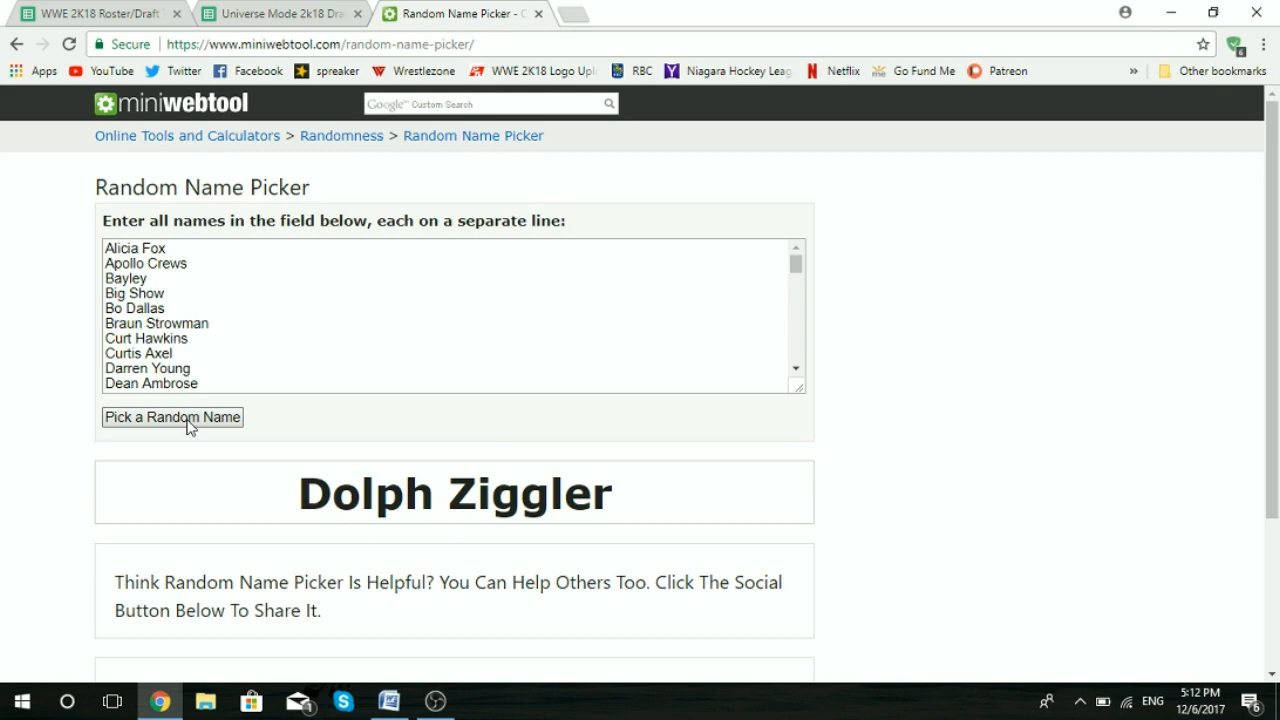 WWE 2K18 Roster/Draft
Universe Mode 2k18 Dra
Random Name Picker - C
Secure
https://www.miniwebtool.com/random-name-picker/
Apps YouTube Twitter Facebook spreaker Wrestlezone WWE 2K18 Logo Upl RBC Niagara Hockey Leag Netflix Go Fund Me Patreon » Other bookmarks
6
miniwebtool
Google™ Custom Search
Online Tools and Calculators > Randomness > Random Name Picker
Random Name Picker
Enter all names in the field below, each on a separate line:
Alicia Fox
Apollo Crews
Bayley
Big Show
Bo Dallas
Braun Strowman
Curt Hawkins
Curtis Axel
Darren Young
Dean Ambrose
Pick a Random Name
Dolph Ziggler
Think Random Name Picker Is Helpful? You Can Help Others Too. Click The Social
Button Below To Share It.
1
ENG
5:12 PM
12/6/2017
6